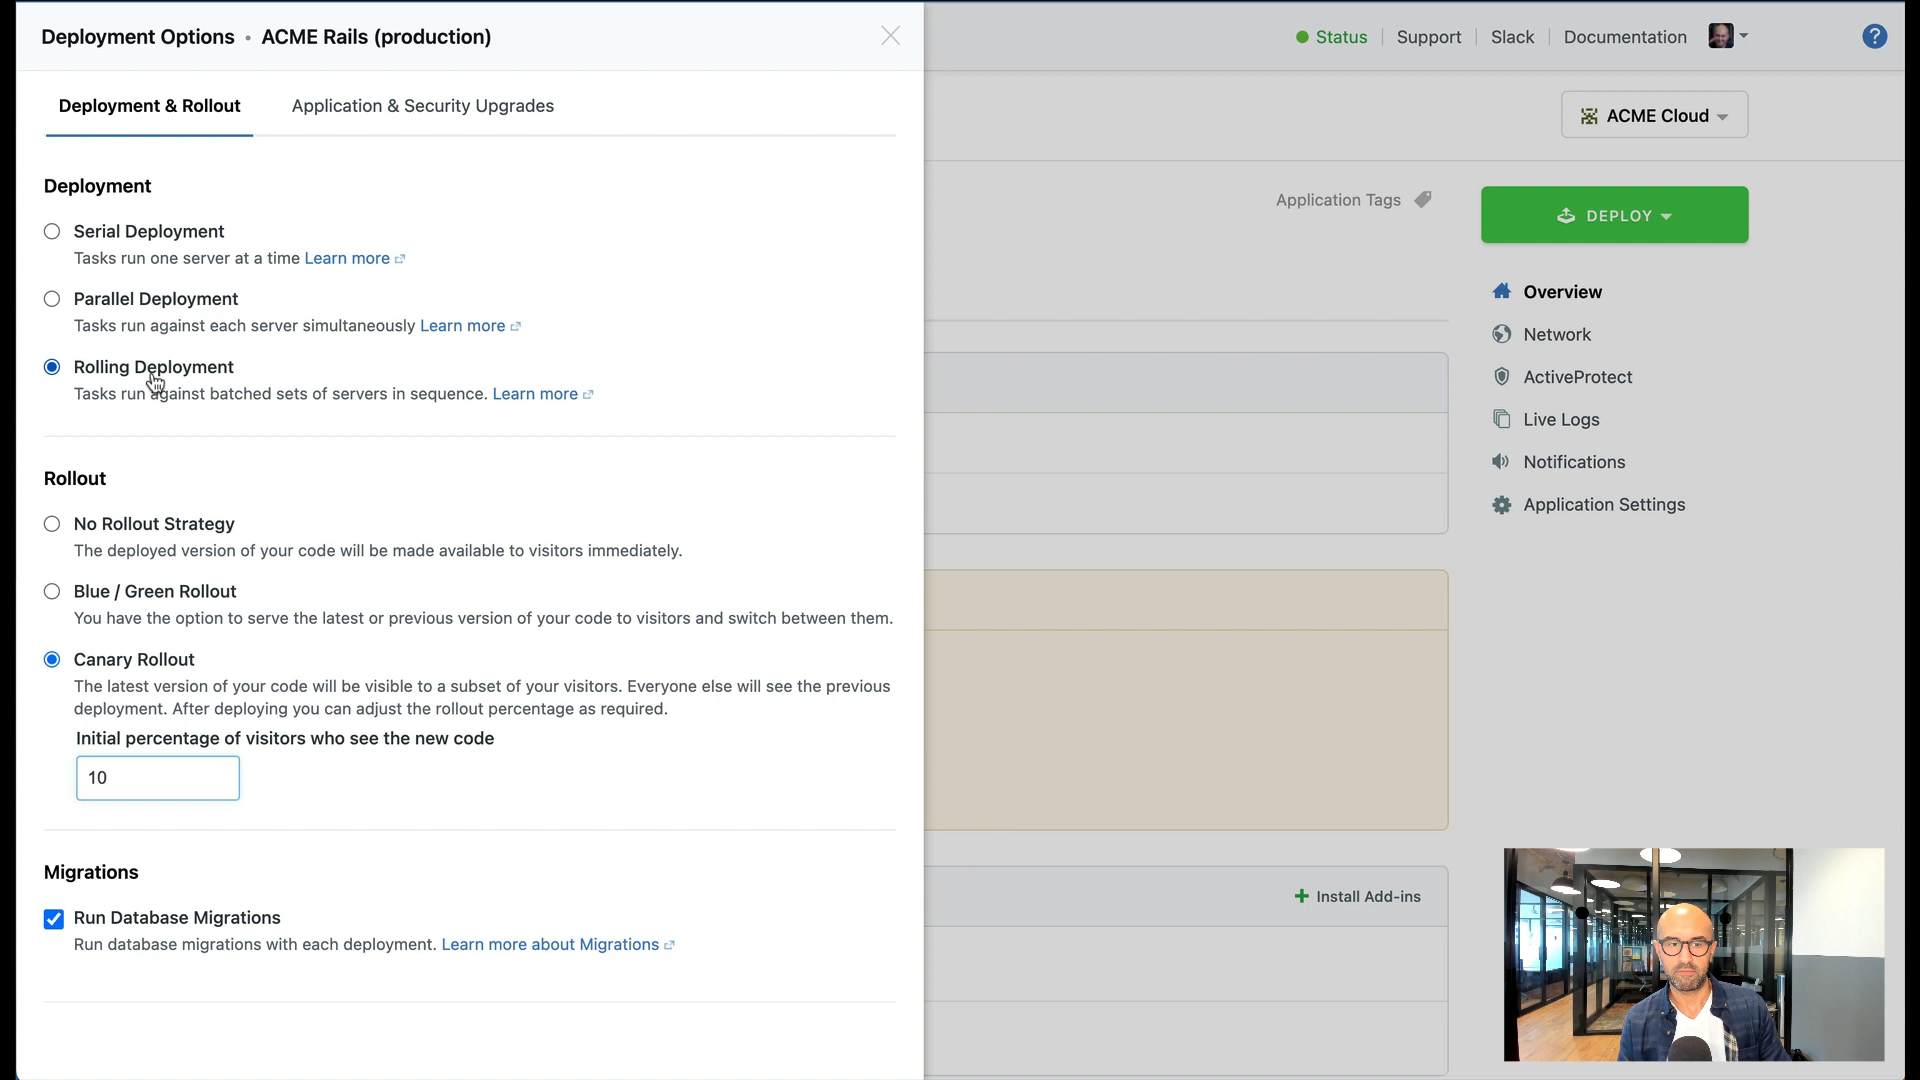 Deployment Options • ACME Rails (production)
Status
Support
Slack
Documentation
?
Deployment & Rollout
Application & Security Upgrades
ACME Cloud
Deployment
Application Tags
DEPLOY
Serial Deployment
Tasks run one server at a time Learn more
Parallel Deployment
Tasks run against each server simultaneously Learn more
Rolling Deployment
Tasks run against batched sets of servers in sequence. Learn more
Overview
Network
ActiveProtect
Live Logs
Notifications
Application Settings
Rollout
No Rollout Strategy
The deployed version of your code will be made available to visitors immediately.
Blue / Green Rollout
You have the option to serve the latest or previous version of your code to visitors and switch between them.
Canary Rollout
The latest version of your code will be visible to a subset of your visitors. Everyone else will see the previous
deployment. After deploying you can adjust the rollout percentage as required.
Initial percentage of visitors who see the new code
10
Migrations
Run Database Migrations
Run database migrations with each deployment. Learn more about Migrations
Install Add-ins